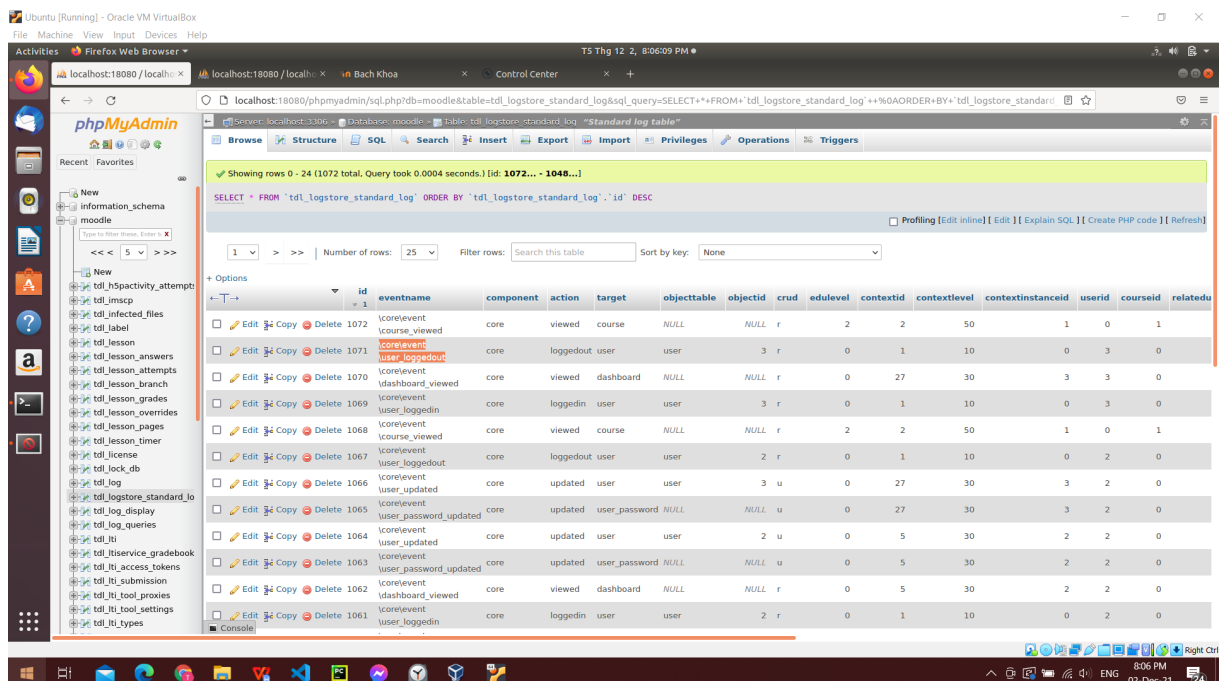 Ubuntu [Running] - Oracle VM VirtualBox
File Machine View Input Devices Help
Activities Firefox Web Browser T5 Thg 12 2, 8:06:09 PM
localhost:18080 / localho × localhost:18080 / localho × Bach Khoa × Control Center × +
localhost:18080/phpmyadmin/sql.php?db=moodle&table=tdl_logstore_standard_log&sql_query=SELECT+*+FROM+`tdl_logstore_standard_log`++%0AORDER+BY+`tdl_logstore_standard_
phpMyAdmin
Recent Favorites
New
information_schema
moodle
Type to filter these, Enter to X
<< < 5 > >>
New
tdl_h5pactivity_attempts
tdl_imscp
tdl_infected_files
tdl_label
tdl_lesson
tdl_lesson_answers
tdl_lesson_attempts
tdl_lesson_branch
tdl_lesson_grades
tdl_lesson_overrides
tdl_lesson_pages
tdl_lesson_timer
tdl_license
tdl_lock_db
tdl_log
tdl_logstore_standard_lo
tdl_log_display
tdl_log_queries
tdl_lti
tdl_ltiservice_gradebook
tdl_lti_access_tokens
tdl_lti_submission
tdl_lti_tool_proxies
tdl_lti_tool_settings
tdl_lti_types
Server: localhost:3306 » Database: moodle » Table: tdl_logstore_standard_log "Standard log table"
Browse Structure SQL Search Insert Export Import Privileges Operations Triggers
Showing rows 0 - 24 (1072 total, Query took 0.0004 seconds.) [id: 1072... - 1048...]
SELECT * FROM `tdl_logstore_standard_log` ORDER BY `tdl_logstore_standard_log`.`id` DESC
Profiling [Edit inline] [ Edit ] [ Explain SQL ] [ Create PHP code ] [ Refresh]
1 > >> | Number of rows: 25 Filter rows: Search this table Sort by key: None
+ Options
←T→ id 1 eventname component action target objecttable objectid crud edulevel contextid contextlevel contextinstanceid userid courseid relatedu
Edit Copy Delete 1072 \core\event\course_viewed core viewed course NULL NULL r 2 2 50 1 0 1
Edit Copy Delete 1071 \core\event\user_loggedout core loggedout user user 3 r 0 1 10 0 3 0
Edit Copy Delete 1070 \core\event\dashboard_viewed core viewed dashboard NULL NULL r 0 27 30 3 3 0
Edit Copy Delete 1069 \core\event\user_loggedin core loggedin user user 3 r 0 1 10 0 3 0
Edit Copy Delete 1068 \core\event\course_viewed core viewed course NULL NULL r 2 2 50 1 0 1
Edit Copy Delete 1067 \core\event\user_loggedout core loggedout user user 2 r 0 1 10 0 2 0
Edit Copy Delete 1066 \core\event\user_updated core updated user user 3 u 0 27 30 3 2 0
Edit Copy Delete 1065 \core\event\user_password_updated core updated user_password NULL NULL u 0 27 30 3 2 0
Edit Copy Delete 1064 \core\event\user_updated core updated user user 2 u 0 5 30 2 2 0
Edit Copy Delete 1063 \core\event\user_password_updated core updated user_password NULL NULL u 0 5 30 2 2 0
Edit Copy Delete 1062 \core\event\dashboard_viewed core viewed dashboard NULL NULL r 0 5 30 2 2 0
Edit Copy Delete 1061 \core\event\user_loggedin core loggedin user user 2 r 0 1 10 0 2 0
Console
Right Ctrl
ENG 8:06 PM
02-Dec-21